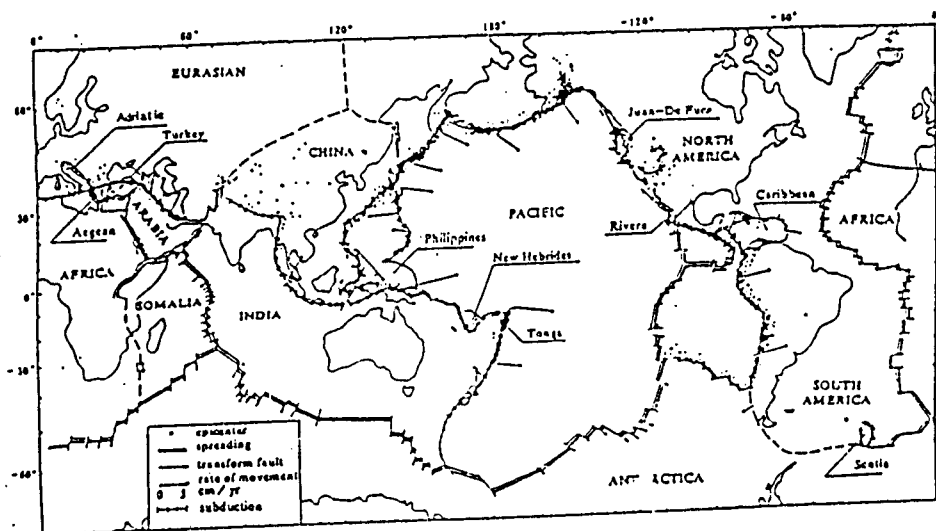 0° 60° 120° 180° -120° -60° 0
EURASIAN
60°
Adriatic
Juan-De Fuca
Turkey
CHINA
NORTH
AMERICA
Caribbean
30°
ARABIA
PACIFIC
Rivera
AFRICA
Aegean
Philippines
New Hebrides
AFRICA
0
SOMALIA
INDIA
Tonga
-30°
SOUTH
AMERICA
epicenter
spreading
transform fault
rate of movement
cm/yr
subduction
-60°
ANTARCTICA
Scotia